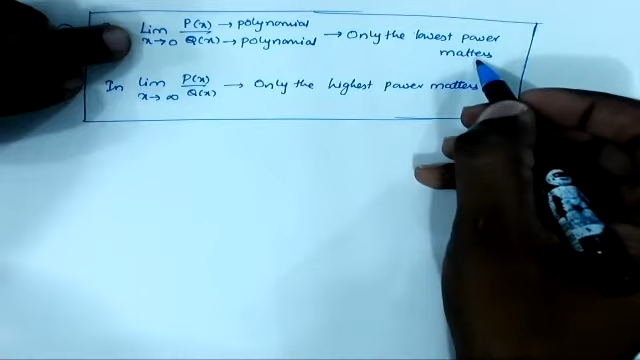 Lim P(x) → polynomial
x→0 Q(x) → polynomial → Only the lowest power
matters
In lim P(x) → Only the highest power matters
x→∞ Q(x)